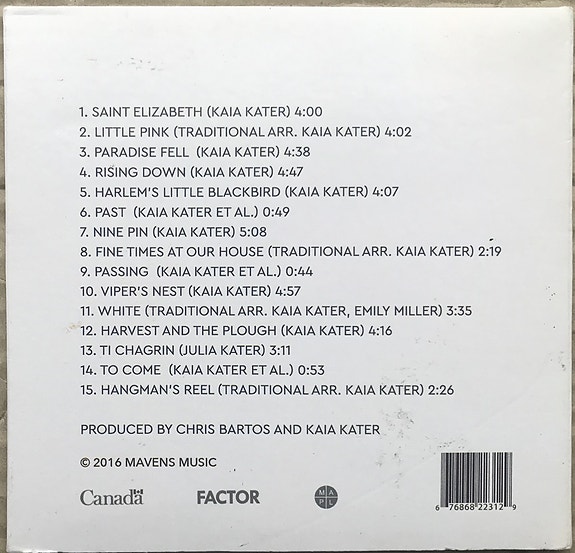 1. SAINT ELIZABETH (KAIA KATER) 4:00
2. LITTLE PINK (TRADITIONAL ARR. KAIA KATER) 4:02
3. PARADISE FELL (KAIA KATER) 4:38
4. RISING DOWN (KAIA KATER) 4:47
5. HARLEM'S LITTLE BLACKBIRD (KAIA KATER) 4:07
6. PAST (KAIA KATER ET AL.) 0:49
7. NINE PIN (KAIA KATER) 5:08
8. FINE TIMES AT OUR HOUSE (TRADITIONAL ARR. KAIA KATER) 2:19
9. PASSING (KAIA KATER ET AL.) 0:44
10. VIPER'S NEST (KAIA KATER) 4:57
11. WHITE (TRADITIONAL ARR. KAIA KATER, EMILY MILLER) 3:35
12. HARVEST AND THE PLOUGH (KAIA KATER) 4:16
13. TI CHAGRIN (JULIA KATER) 3:11
14. TO COME (KAIA KATER ET AL.) 0:53
15. HANGMAN'S REEL (TRADITIONAL ARR. KAIA KATER) 2:26
PRODUCED BY CHRIS BARTOS AND KAIA KATER
© 2016 MAVENS MUSIC
Canada FACTOR M A P L
6 76868 22312 9